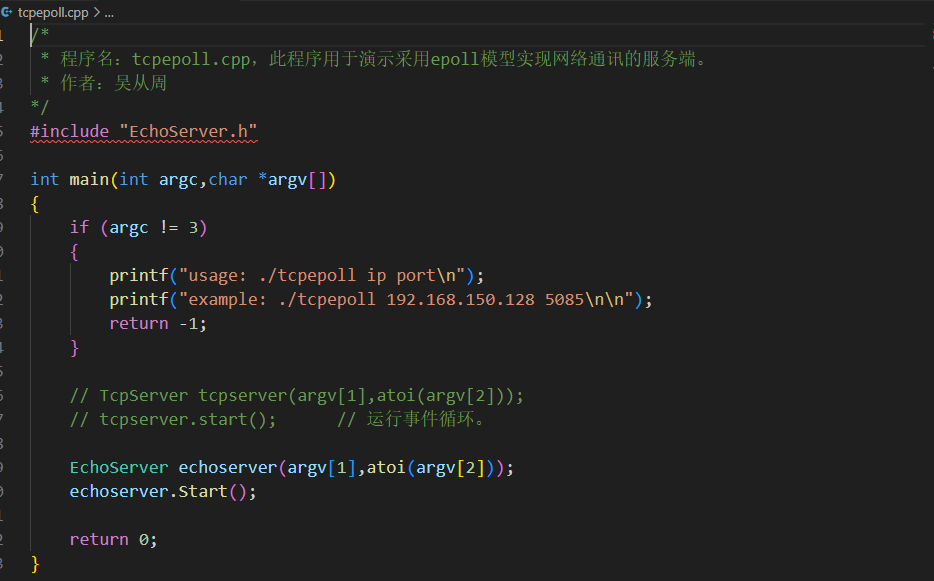 tcpepoll.cpp > ...
/*
* 程序名：tcpepoll.cpp，此程序用于演示采用epoll模型实现网络通讯的服务端。
* 作者：吴从周
*/
#include "EchoServer.h"
int main(int argc,char *argv[])
{
if (argc != 3)
{
printf("usage: ./tcpepoll ip port\n");
printf("example: ./tcpepoll 192.168.150.128 5085\n\n");
return -1;
}
// TcpServer tcpserver(argv[1],atoi(argv[2]));
// tcpserver.start();      // 运行事件循环。
EchoServer echoserver(argv[1],atoi(argv[2]));
echoserver.Start();
return 0;
}